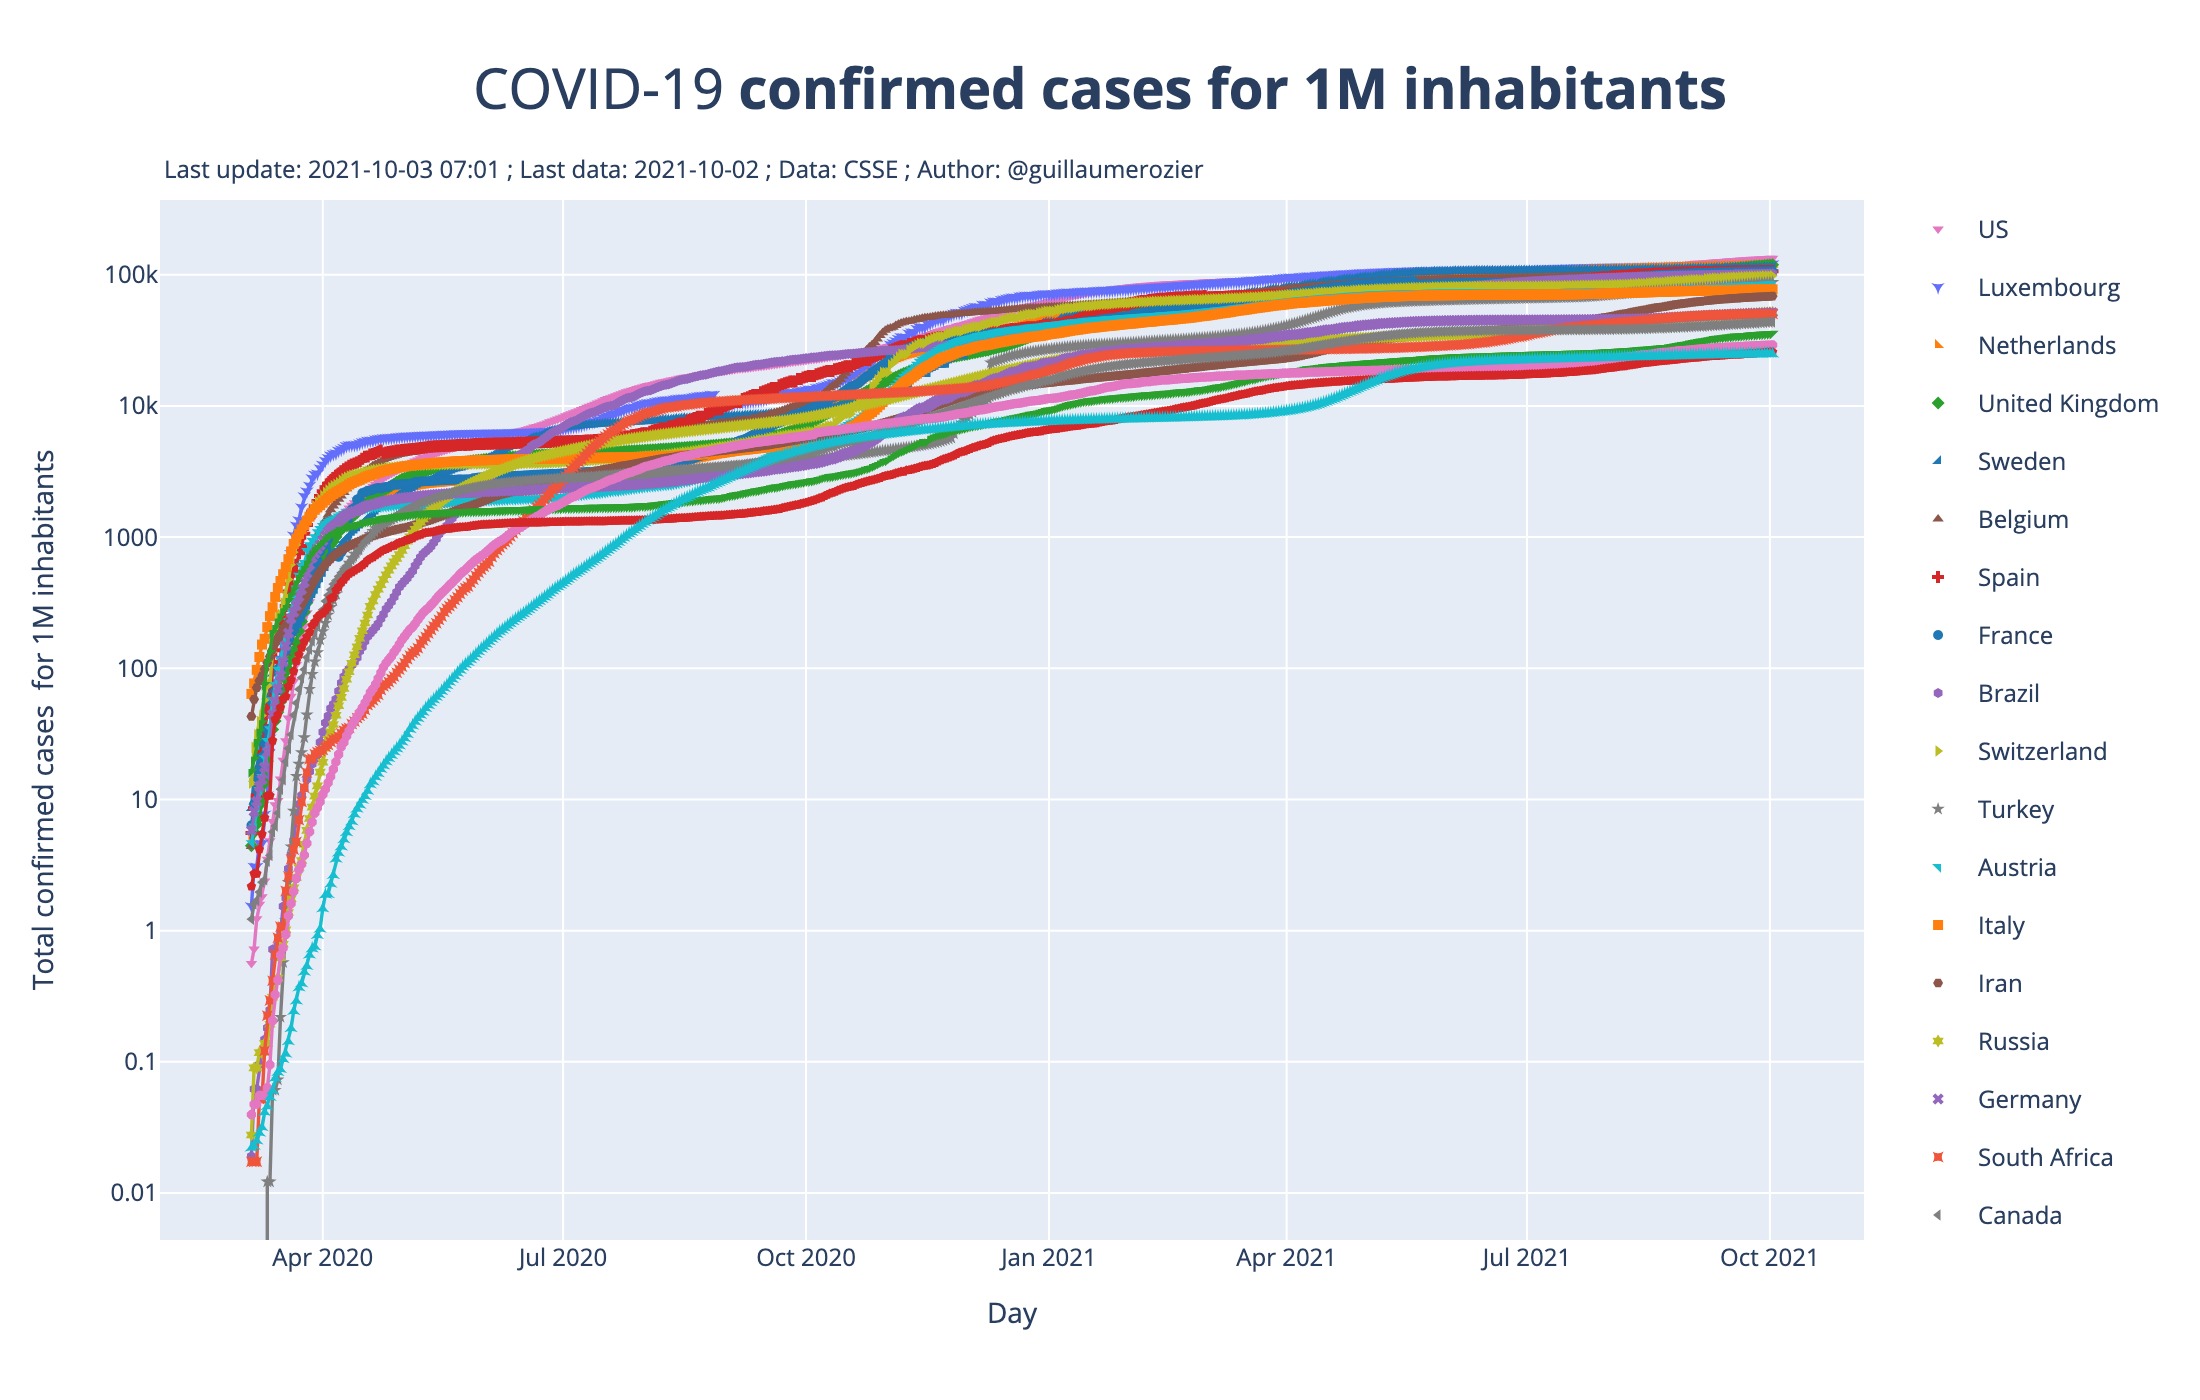 COVID-19 confirmed cases for 1M inhabitants
Last update: 2021-10-03 07:01 ; Last data: 2021-10-02 ; Data: CSSE ; Author: @guillaumerozier
Total confirmed cases for 1M inhabitants
100k
10k
1000
100
10
1
0.1
0.01
Apr 2020
Jul 2020
Oct 2020
Jan 2021
Apr 2021
Jul 2021
Oct 2021
Day
US
Luxembourg
Netherlands
United Kingdom
Sweden
Belgium
Spain
France
Brazil
Switzerland
Turkey
Austria
Italy
Iran
Russia
Germany
South Africa
Canada